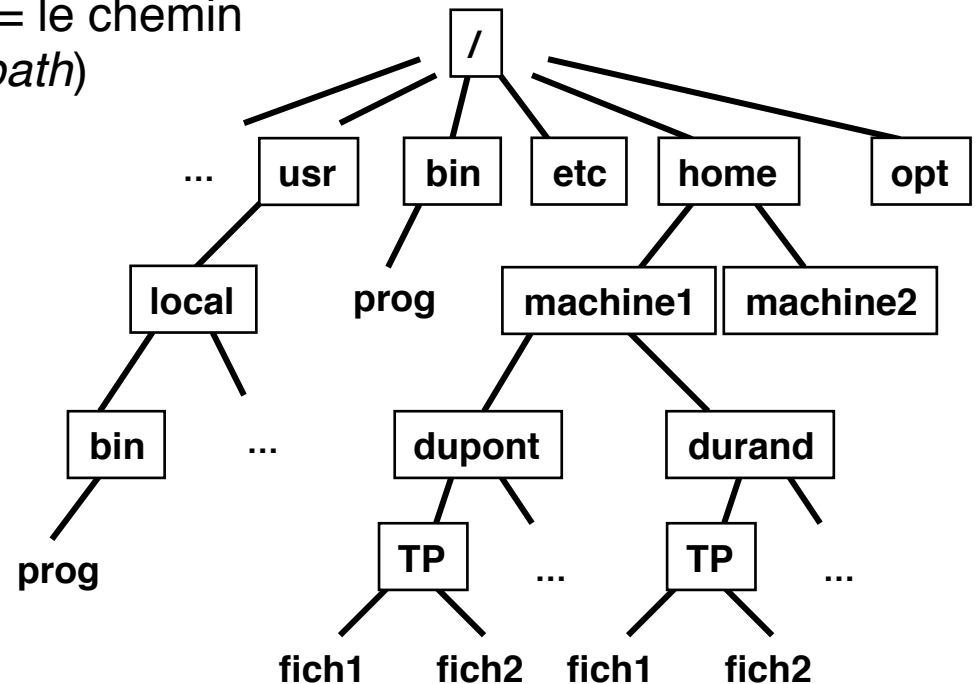 = le chemin
path)
/
... usr bin etc home opt
local prog machine1 machine2
bin ... dupont durand
prog TP ... TP ...
fich1 fich2 fich1 fich2